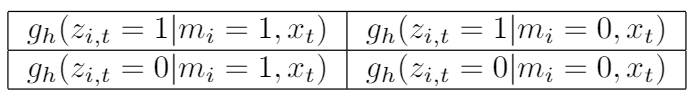 g_h(z_{i,t} = 1|m_i = 1, x_t) g_h(z_{i,t} = 1|m_i = 0, x_t)
g_h(z_{i,t} = 0|m_i = 1, x_t) g_h(z_{i,t} = 0|m_i = 0, x_t)